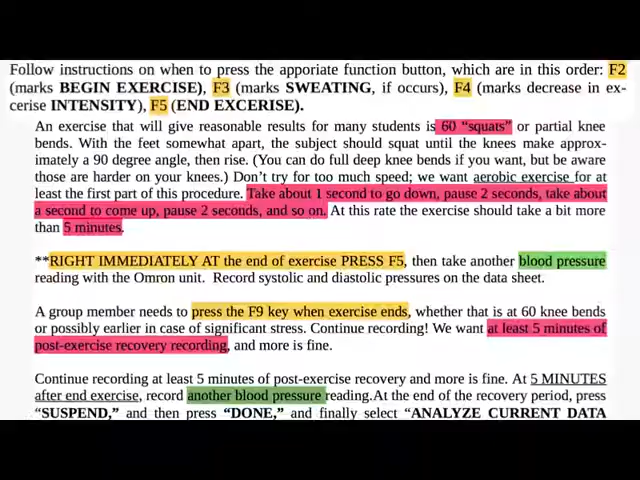 Follow instructions on when to press the apporiate function button, which are in this order: F2
(marks BEGIN EXERCISE), F3 (marks SWEATING, if occurs), F4 (marks decrease in ex-
cerise INTENSITY), F5 (END EXCERISE).
An exercise that will give reasonable results for many students is 60 “squats” or partial knee
bends. With the feet somewhat apart, the subject should squat until the knees make approx-
imately a 90 degree angle, then rise. (You can do full deep knee bends if you want, but be aware
those are harder on your knees.) Don’t try for too much speed; we want aerobic exercise for at
least the first part of this procedure. Take about 1 second to go down, pause 2 seconds, take about
a second to come up, pause 2 seconds, and so on. At this rate the exercise should take a bit more
than 5 minutes.
**RIGHT IMMEDIATELY AT the end of exercise PRESS F5, then take another blood pressure
reading with the Omron unit. Record systolic and diastolic pressures on the data sheet.
A group member needs to press the F9 key when exercise ends, whether that is at 60 knee bends
or possibly earlier in case of significant stress. Continue recording! We want at least 5 minutes of
post-exercise recovery recording, and more is fine.
Continue recording at least 5 minutes of post-exercise recovery and more is fine. At 5 MINUTES
after end exercise, record another blood pressure reading.At the end of the recovery period, press
“SUSPEND,” and then press “DONE,” and finally select “ANALYZE CURRENT DATA